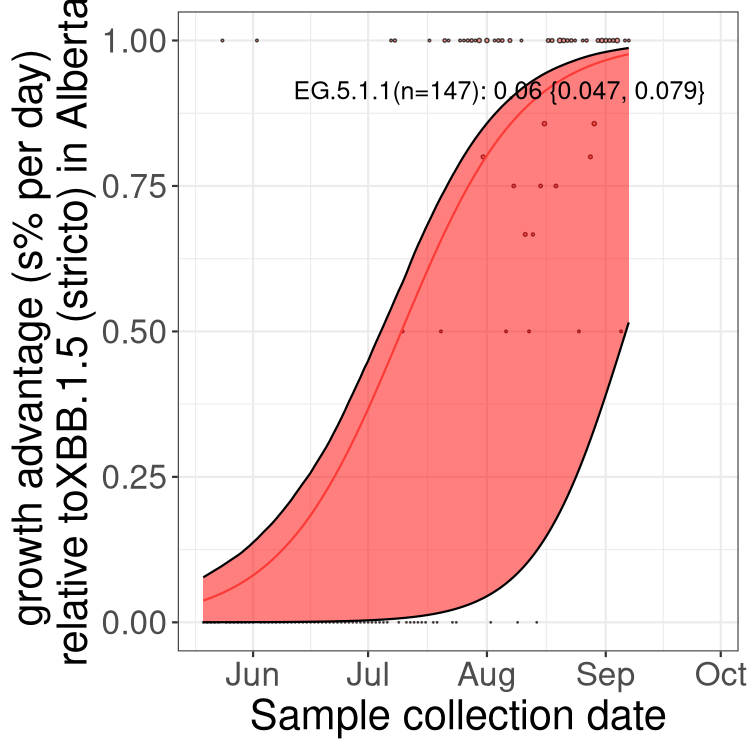 growth advantage (s% per day)
relative toXBB.1.5 (stricto) in Alberta
1.00
0.75
0.50
0.25
0.00
EG.5.1.1(n=147): 0.06 {0.047, 0.079}
Jun Jul Aug Sep Oct
Sample collection date